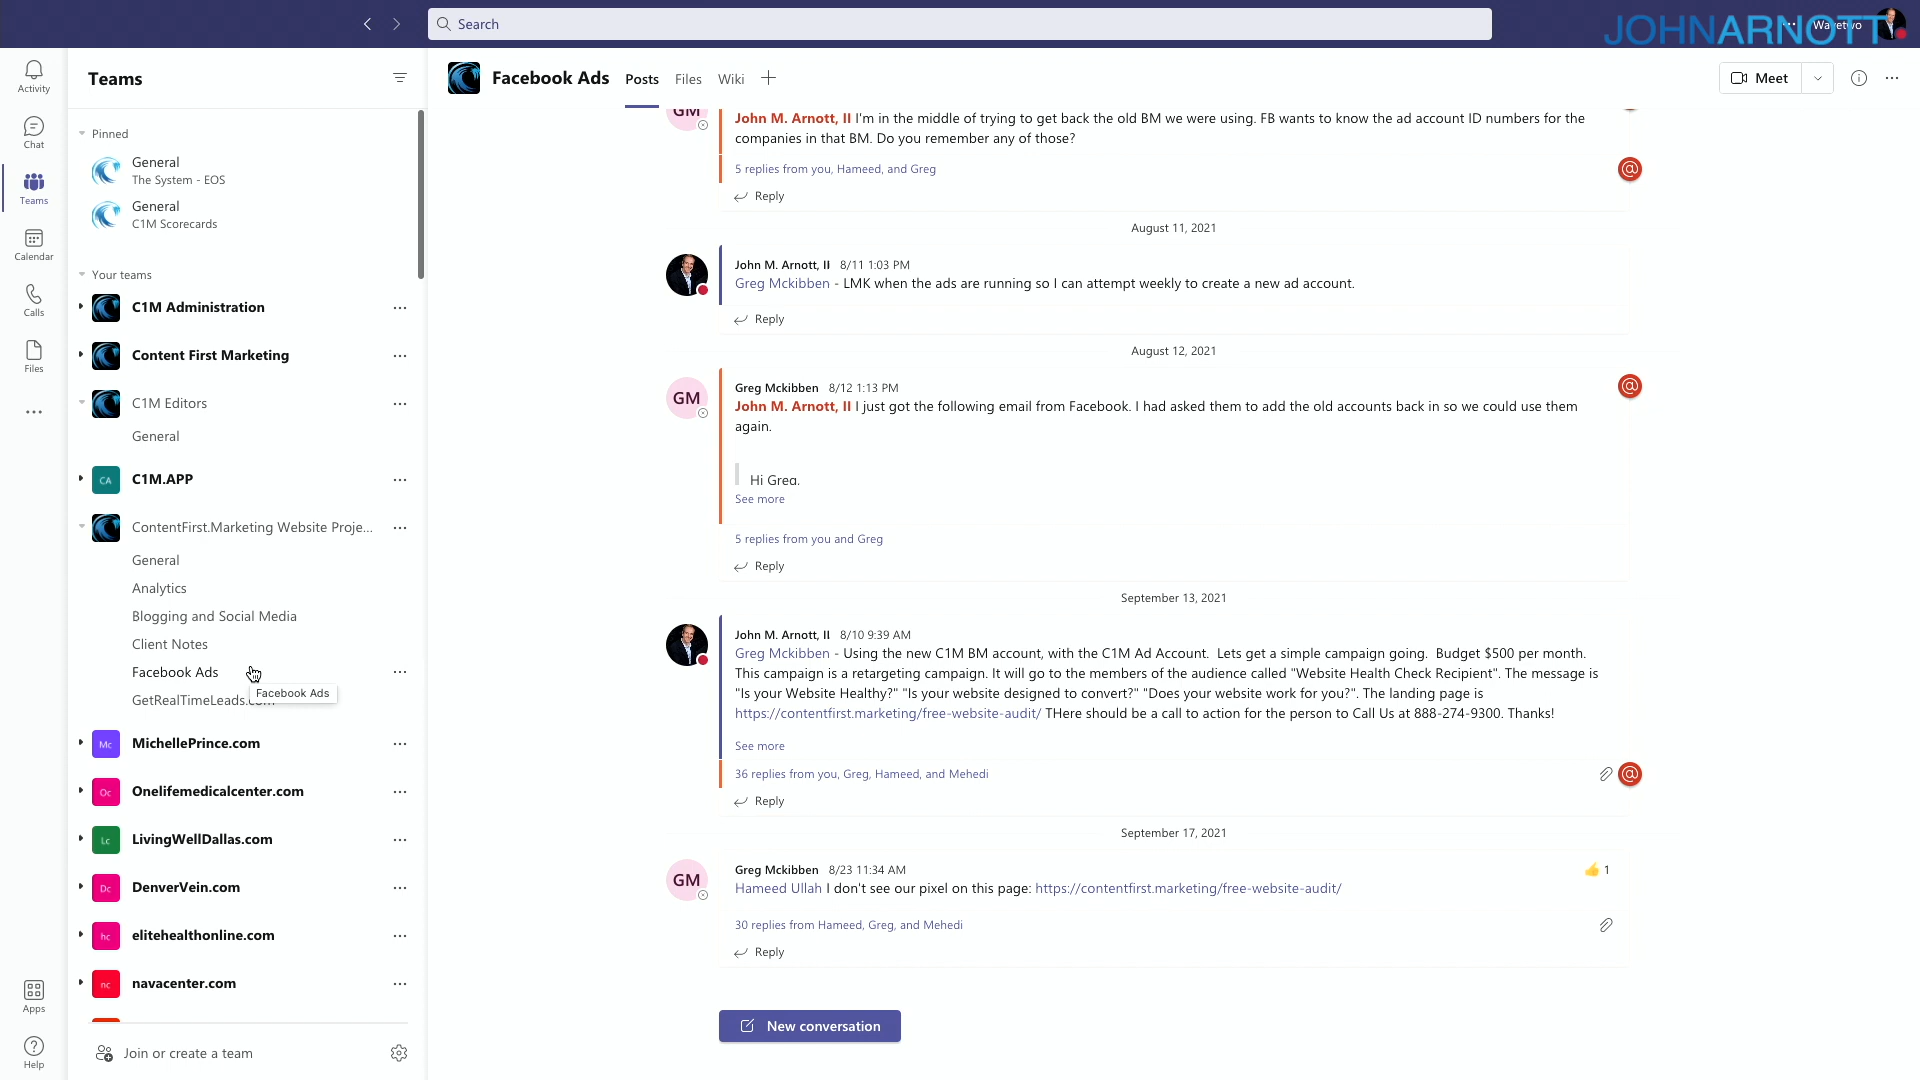 Search
JOHNARNOTT
Activity
Chat
Teams
Calendar
Calls
Files
Apps
Help
Teams
Pinned
General
The System - EOS
General
C1M Scorecards
Your teams
C1M Administration
Content First Marketing
C1M Editors
General
CA
C1M.APP
ContentFirst.Marketing Website Proje...
General
Analytics
Blogging and Social Media
Client Notes
Facebook Ads
Facebook Ads
GetRealTimeLeads.com
Mc
MichellePrince.com
Oc
Onelifemedicalcenter.com
Lc
LivingWellDallas.com
Dc
DenverVein.com
hc
elitehealthonline.com
nc
navacenter.com
Join or create a team
Facebook Ads
Posts
Files
Wiki
Meet
GM
John M. Arnott, II I'm in the middle of trying to get back the old BM we were using. FB wants to know the ad account ID numbers for the
companies in that BM. Do you remember any of those?
5 replies from you, Hameed, and Greg
Reply
August 11, 2021
John M. Arnott, II 8/11 1:03 PM
Greg Mckibben - LMK when the ads are running so I can attempt weekly to create a new ad account.
Reply
August 12, 2021
GM
Greg Mckibben 8/12 1:13 PM
John M. Arnott, II I just got the following email from Facebook. I had asked them to add the old accounts back in so we could use them
again.
Hi Greg,
See more
5 replies from you and Greg
Reply
September 13, 2021
John M. Arnott, II 8/10 9:39 AM
Greg Mckibben - Using the new C1M BM account, with the C1M Ad Account. Lets get a simple campaign going. Budget $500 per month.
This campaign is a retargeting campaign. It will go to the members of the audience called "Website Health Check Recipient". The message is
"Is your Website Healthy?" "Is your website designed to convert?" "Does your website work for you?". The landing page is
https://contentfirst.marketing/free-website-audit/ THere should be a call to action for the person to Call Us at 888-274-9300. Thanks!
See more
36 replies from you, Greg, Hameed, and Mehedi
Reply
September 17, 2021
GM
Greg Mckibben 8/23 11:34 AM
1
Hameed Ullah I don't see our pixel on this page: https://contentfirst.marketing/free-website-audit/
30 replies from Hameed, Greg, and Mehedi
Reply
New conversation